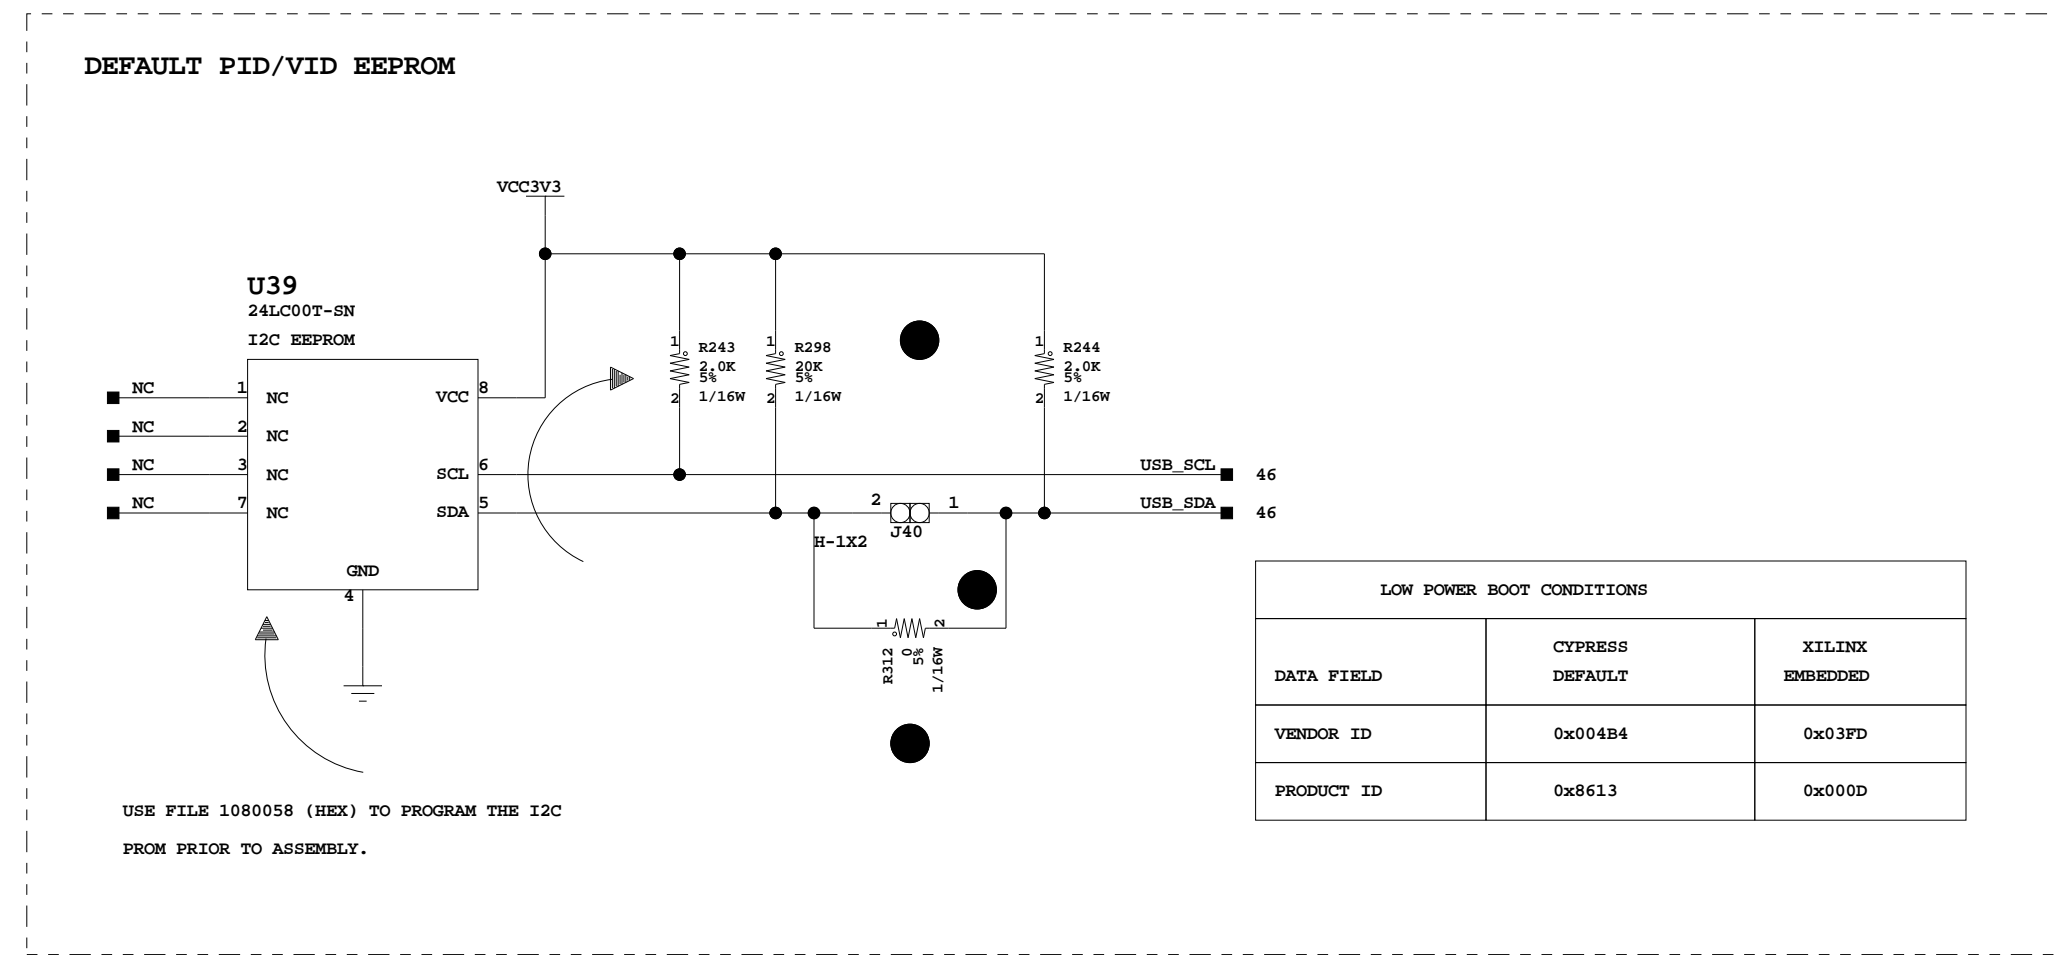 DEFAULT PID/VID EEPROM
VCC3V3
U39
24LC00T-SN
I2C EEPROM
1 R243
2.0K
5%
2 1/16W
1 R298
20K
5%
2 1/16W
1 R244
2.0K
5%
2 1/16W
NC 1 NC VCC 8
NC 2 NC
NC 3 NC SCL 6 USB_SCL 46
NC 7 NC SDA 5 2 1 USB_SDA 46
J40
H-1X2
GND
4
1 2
R312 0 5% 1/16W
LOW POWER BOOT CONDITIONS
CYPRESS XILINX
DATA FIELD DEFAULT EMBEDDED
VENDOR ID 0x004B4 0x03FD
PRODUCT ID 0x8613 0x000D
USE FILE 1080058 (HEX) TO PROGRAM THE I2C
PROM PRIOR TO ASSEMBLY.